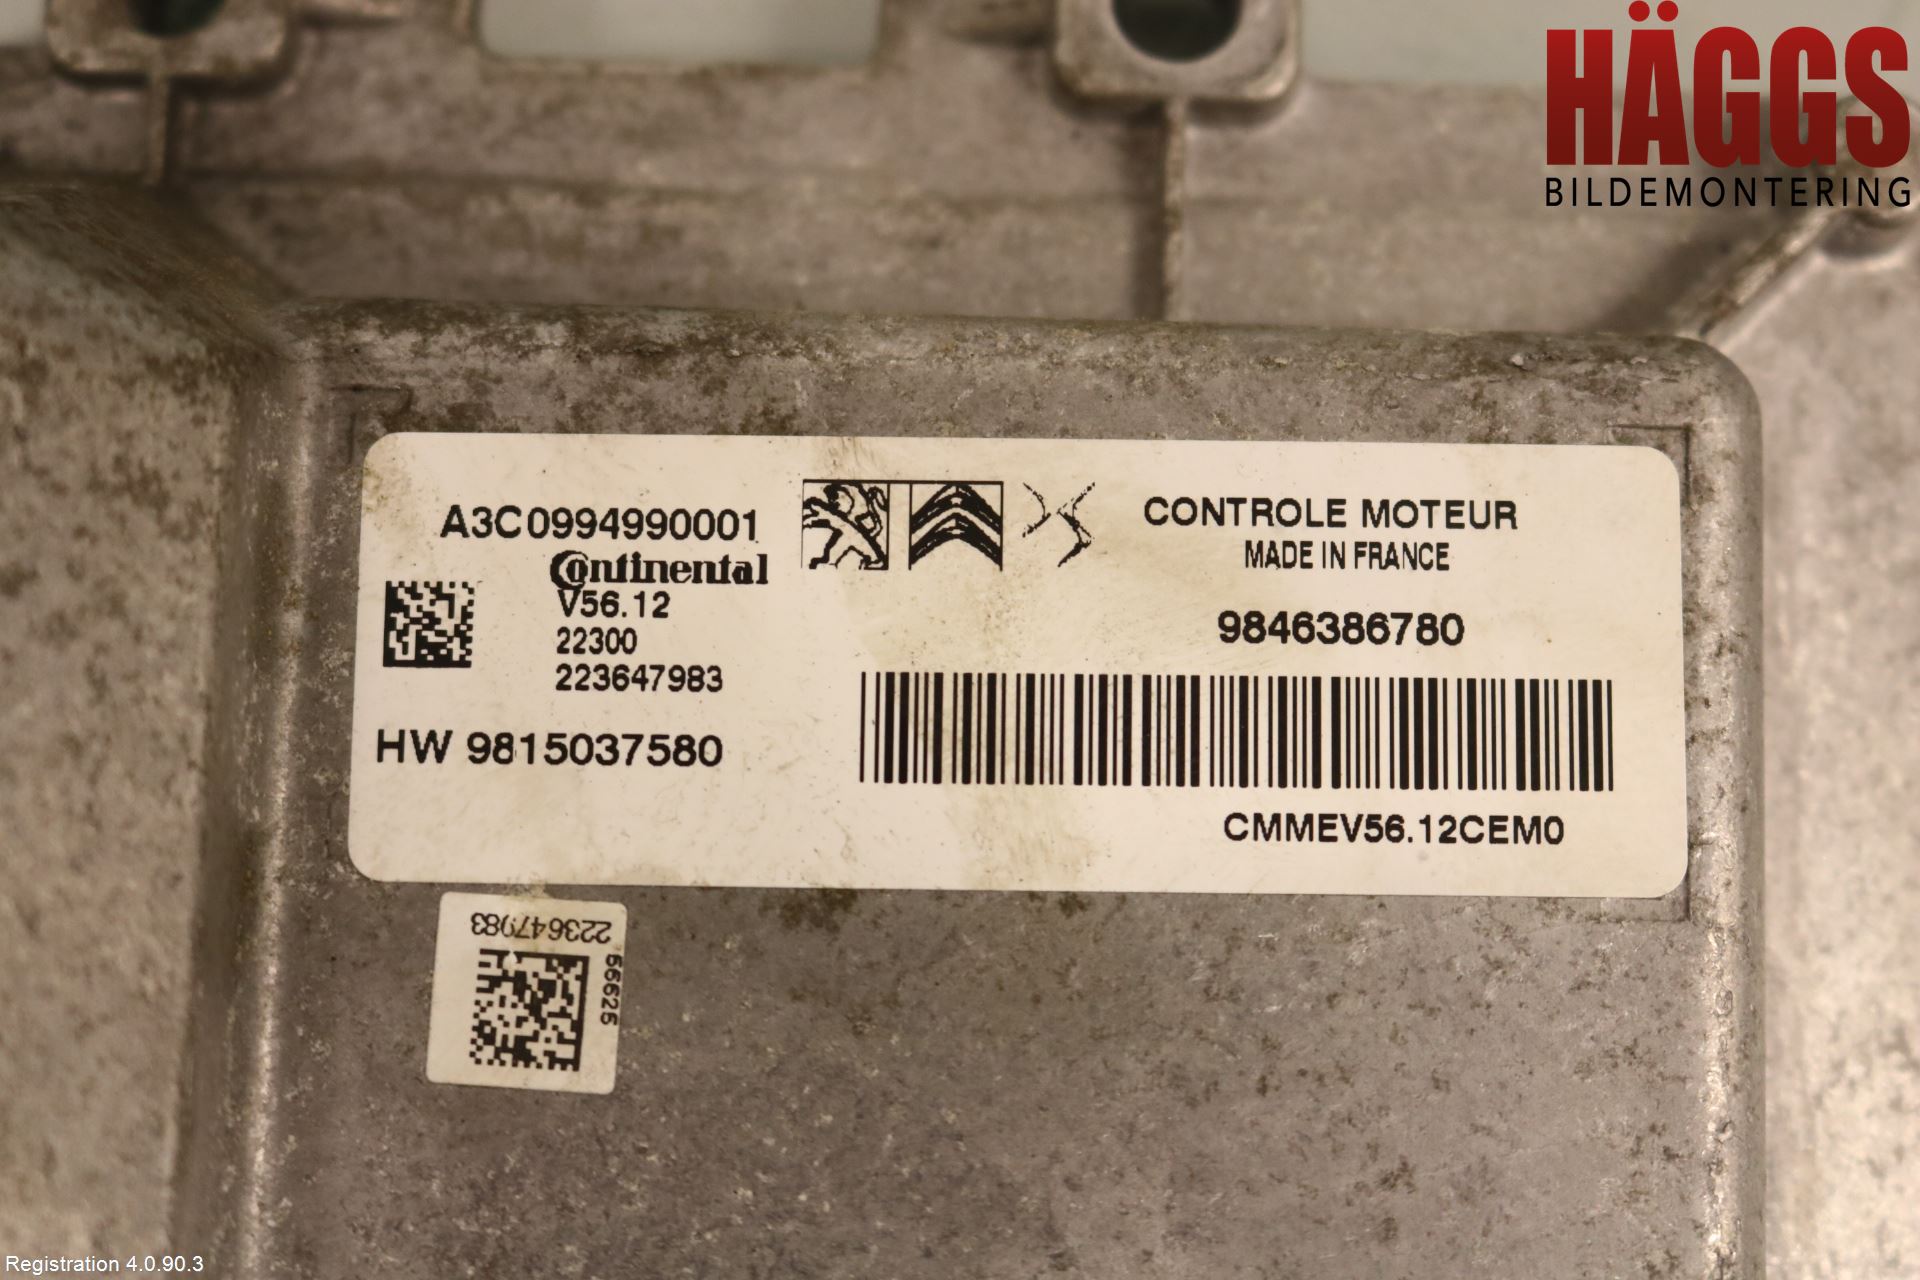 HÄGGS
BILDEMONTERING
A3C0994990001
Continental
V56.12
22300
223647983
HW 9815037580
CONTROLE MOTEUR
MADE IN FRANCE
9846386780
CMMEV56.12CEM0
223647983
56625
Registration 4.0.90.3